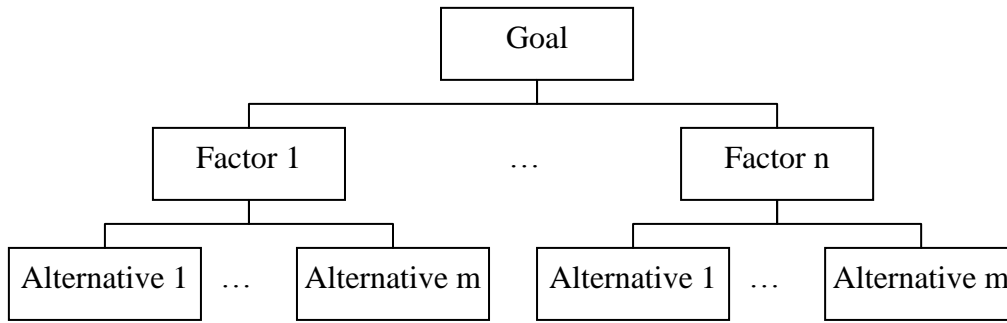 Goal
Factor 1 … Factor n
Alternative 1 … Alternative m Alternative 1 … Alternative m